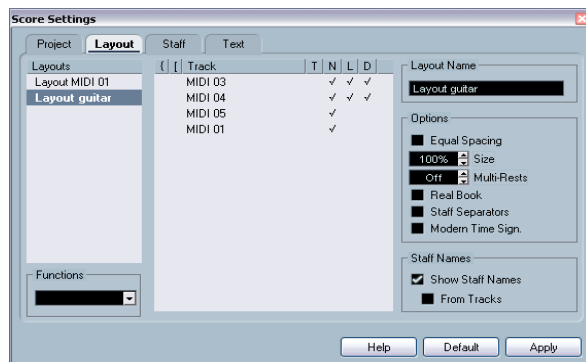 Score Settings
Project Layout Staff Text
Layouts
Layout MIDI 01
Layout guitar
Functions
{ [ Track T N L D
MIDI 03 √ √ √
MIDI 04 √ √ √
MIDI 05 √
MIDI 01 √
Layout Name
Layout guitar
Options
Equal Spacing
100% Size
Off Multi-Rests
Real Book
Staff Separators
Modern Time Sign.
Staff Names
Show Staff Names
From Tracks
Help Default Apply